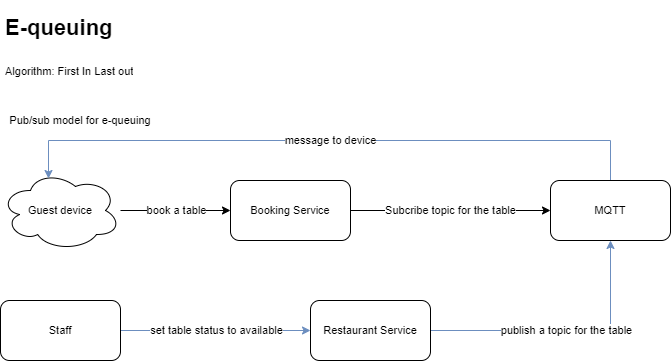 E-queuing
Algorithm: First In Last out
Pub/sub model for e-queuing
message to device
Guest device
book a table
Booking Service
Subcribe topic for the table
MQTT
Staff
set table status to available
Restaurant Service
publish a topic for the table